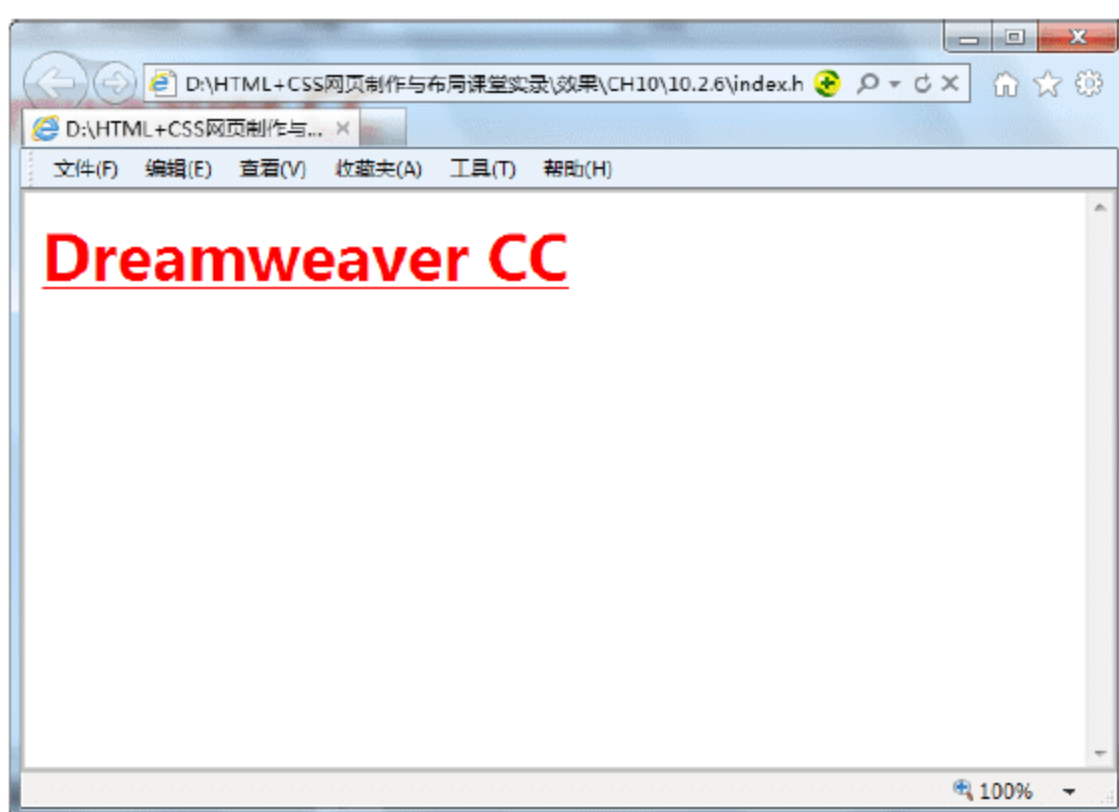 D:\HTML+CSS网页制作与布局课堂实录\效果\CH10\10.2.6\index.h
D:\HTML+CSS网页制作与...
文件(F) 编辑(E) 查看(V) 收藏夹(A) 工具(T) 帮助(H)
Dreamweaver CC
100%